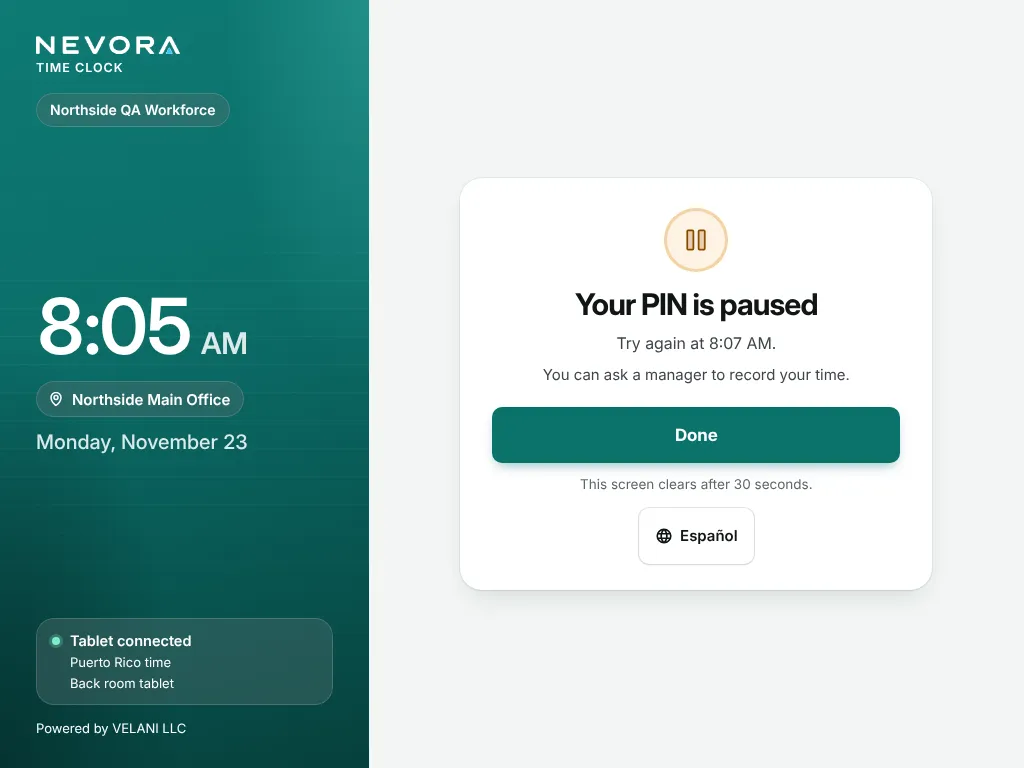 NEVORA
TIME CLOCK
Northside QA Workforce
8:05 AM
Northside Main Office
Monday, November 23
Tablet connected
Puerto Rico time
Back room tablet
Powered by VELANI LLC
Your PIN is paused
Try again at 8:07 AM.
You can ask a manager to record your time.
Done
This screen clears after 30 seconds.
Español